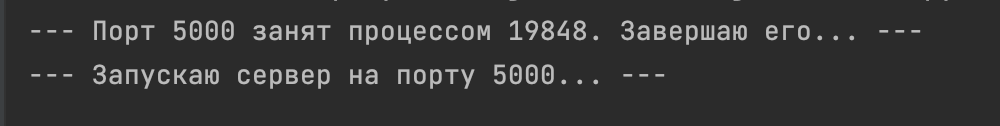 --- Порт 5000 занят процессом 19848. Завершаю его... ---
--- Запускаю сервер на порту 5000... ---